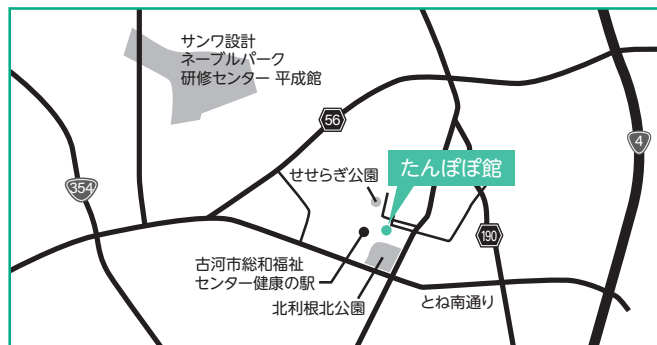 サンワ設計
ネーブルパーク
研修センター 平成館
56
4
せせらぎ公園
たんぽぽ館
354
190
古河市総和福祉
センター健康の駅
北利根北公園
とね南通り